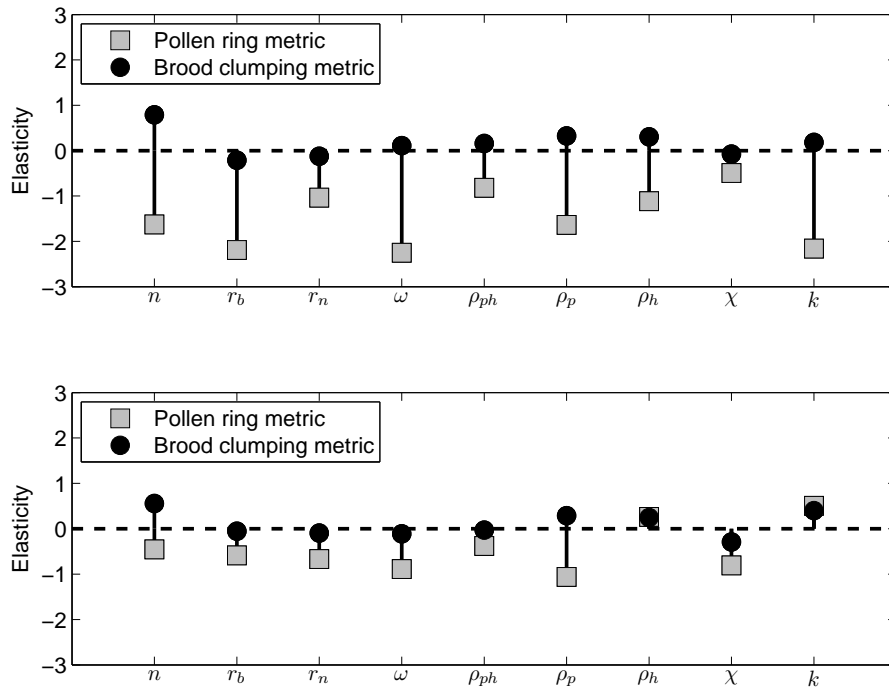 3
2
1
0
−1
−2
−3
Elasticity
Pollen ring metric
Brood clumping metric
n r_b r_n ω ρ_ph ρ_p ρ_h χ k
3
2
1
0
−1
−2
−3
Elasticity
Pollen ring metric
Brood clumping metric
n r_b r_n ω ρ_ph ρ_p ρ_h χ k